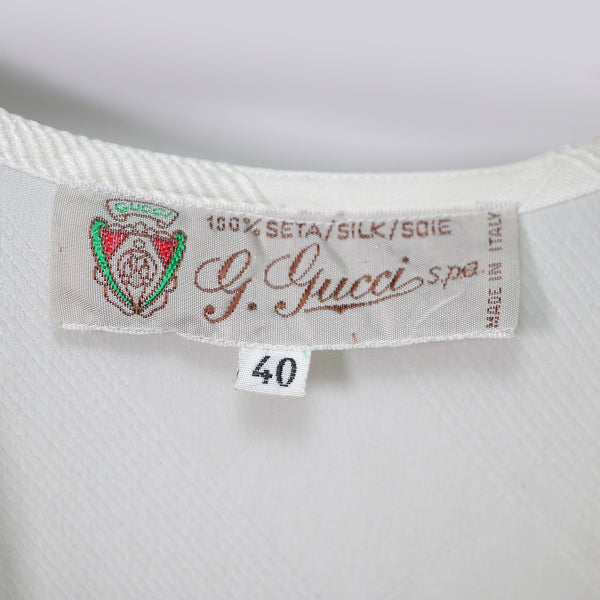 GUCCI
100% SETA/SILK/SOIE
G. Gucci s.p.a.
MADE IN ITALY
40